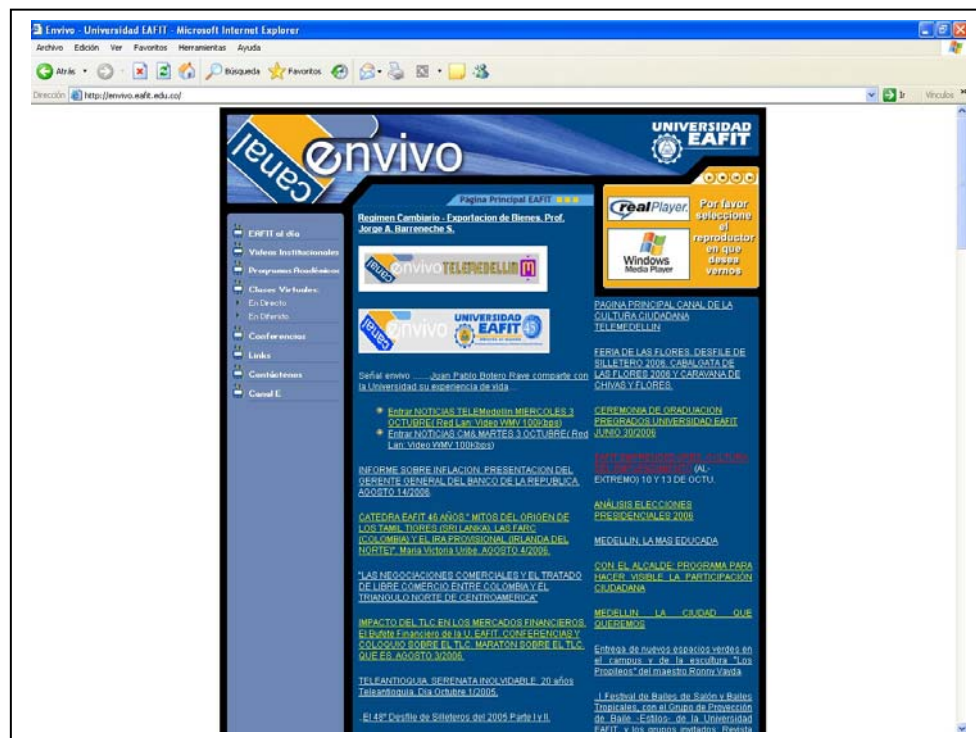 Envivo - Universidad EAFIT - Microsoft Internet Explorer
Archivo Edición Ver Favoritos Herramientas Ayuda
Atrás Búsqueda Favoritos
Dirección http://envivo.eafit.edu.co/ Ir Vínculos
canal envivo
UNIVERSIDAD
EAFIT
Página Principal EAFIT
EAFIT al día
Videos Institucionales
Programas Académicos
Clases Virtuales:
En Directo
En Diferido
Conferencias
Links
Contáctenos
Canal E
Regimen Cambiario - Exportacion de Bienes. Prof.
Jorge A. Barreneche S.
canal envivo TELEMEDELLIN
canal envivo UNIVERSIDAD EAFIT 45
Señal envivo .......Juan Pablo Botero Rave comparte con
la Universidad su experiencia de vida...
Entrar NOTICIAS TELEMedellin MIERCOLES 3
OCTUBRE( Red Lan: Video WMV 100Kbps)
Entrar NOTICIAS CM& MARTES 3 OCTUBRE( Red
Lan: Video WMV 100Kbps)
INFORME SOBRE INFLACION. PRESENTACION DEL
GERENTE GENERAL DEL BANCO DE LA REPUBLICA.
AGOSTO 14/2006
CATEDRA EAFIT 46 AÑOS." MITOS DEL ORIGEN DE
LOS TAMIL TIGRES (SRI LANKA), LAS FARC
(COLOMBIA) Y EL IRA PROVISIONAL (IRLANDA DEL
NORTE)". Maria Victoria Uribe. AGOSTO 4/2006.
"LAS NEGOCIACIONES COMERCIALES Y EL TRATADO
DE LIBRE COMERCIO ENTRE COLOMBIA Y EL
TRIANGULO NORTE DE CENTROAMERICA"
IMPACTO DEL TLC EN LOS MERCADOS FINANCIEROS.
El Bufete Financiero de la U. EAFIT. CONFERENCIAS Y
COLOQUIO SOBRE EL TLC. MARATON SOBRE EL TLC.
QUE ES. AGOSTO 3/2006.
TELEANTIOQUIA, SERENATA INOLVIDABLE. 20 años
Teleantioquia. Dia Octubre 1/2005.
..El 48º Desfile de Silleteros del 2005 Parte I y II.
realPlayer.
Windows
Media Player
Por favor
seleccione
el
reproductor
en que
desea
vernos
PAGINA PRINCIPAL CANAL DE LA
CULTURA CIUDADANA
TELEMEDELLIN
FERIA DE LAS FLORES. DESFILE DE
SILLETERO 2006, CABALGATA DE
LAS FLORES 2006 Y CARAVANA DE
CHIVAS Y FLORES.
CEREMONIA DE GRADUACION
PREGRADOS UNIVERSIDAD EAFIT
JUNIO 30/2006
(AL-
EXTREMO) 10 Y 13 DE OCTU.
ANÁLISIS ELECCIONES
PRESIDENCIALES 2006
MEDELLIN, LA MAS EDUCADA
CON EL ALCALDE: PROGRAMA PARA
HACER VISIBLE LA PARTICIPACIÓN
CIUDADANA
MEDELLIN LA CIUDAD QUE
QUEREMOS
Entrega de nuevos espacios verdes en
el campus y de la escultura "Los
Propileos" del maestro Ronny Vayda
..I Festival de Bailes de Salón y Bailes
Tropicales, con el Grupo de Proyección
de Baile -Estilos- de la Universidad
EAFIT, y los grupos invitados: Revista